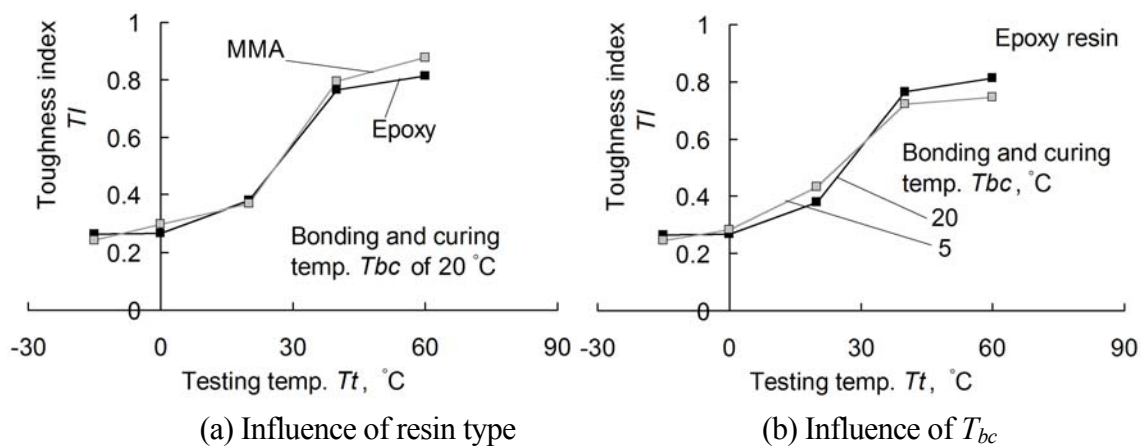 1
MMA
0.8
Epoxy
0.6
0.4
0.2
0
Toughness index
TI
Bonding and curing
temp. Tbc of 20 °C
-30 0 30 60 90
Testing temp. Tt, °C
(a) Influence of resin type
1
Epoxy resin
0.8
0.6
0.4
0.2
0
Toughness index
TI
Bonding and curing
temp. Tbc, °C
20
5
-30 0 30 60 90
Testing temp. Tt, °C
(b) Influence of Tbc